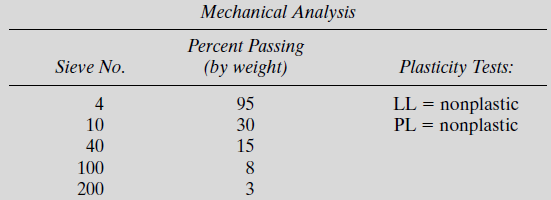 Mechanical Analysis
Percent Passing
Sieve No. (by weight) Plasticity Tests:
4 95 LL = nonplastic
10 30 PL = nonplastic
40 15
100 8
200 3